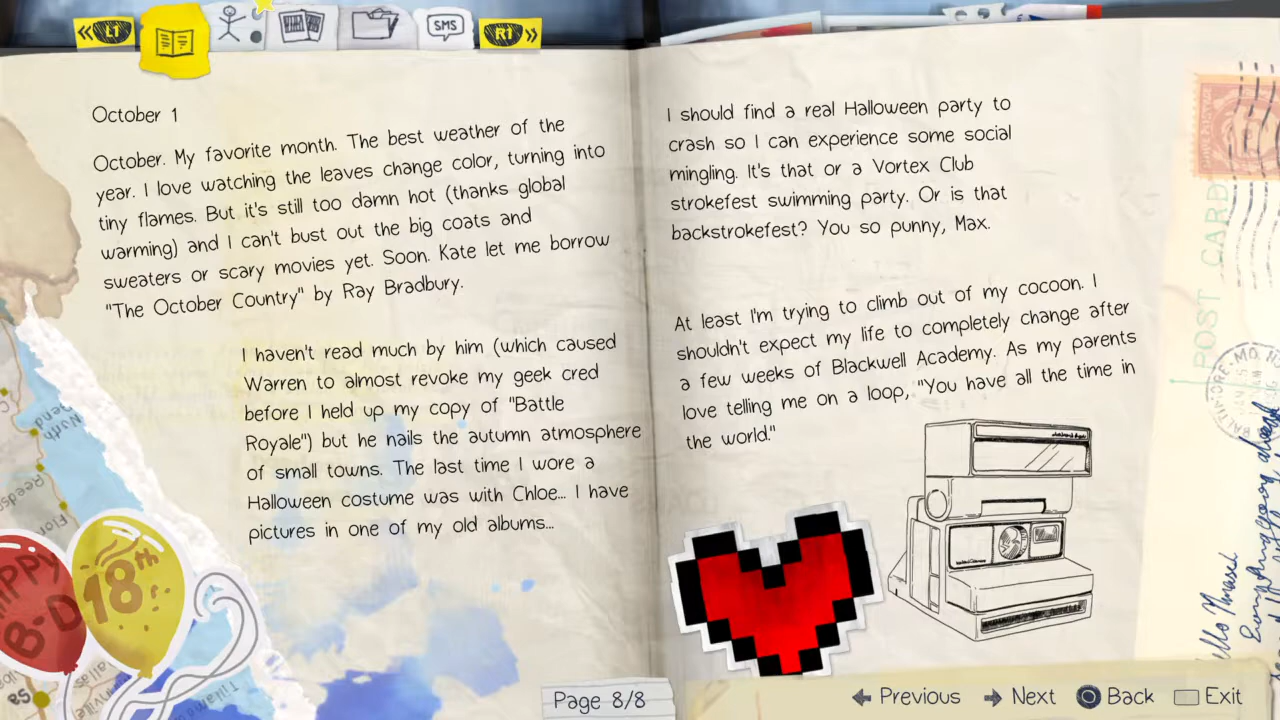 L1
SMS
R1
October 1
October. My favorite month. The best weather of the
year. I love watching the leaves change color, turning into
tiny flames. But it's still too damn hot (thanks global
warming) and I can't bust out the big coats and
sweaters or scary movies yet. Soon. Kate let me borrow
"The October Country" by Ray Bradbury.
I haven't read much by him (which caused
Warren to almost revoke my geek cred
before I held up my copy of "Battle
Royale") but he nails the autumn atmosphere
of small towns. The last time I wore a
Halloween costume was with Chloe... I have
pictures in one of my old albums...
I should find a real Halloween party to
crash so I can experience some social
mingling. It's that or a Vortex Club
strokefest swimming party. Or is that
backstrokefest? You so punny, Max.
At least I'm trying to climb out of my cocoon. I
shouldn't expect my life to completely change after
a few weeks of Blackwell Academy. As my parents
love telling me on a loop, "You have all the time in
the world."
POST CARD
North
Bend
18th
Page 8/8
Previous
Next
Back
Exit